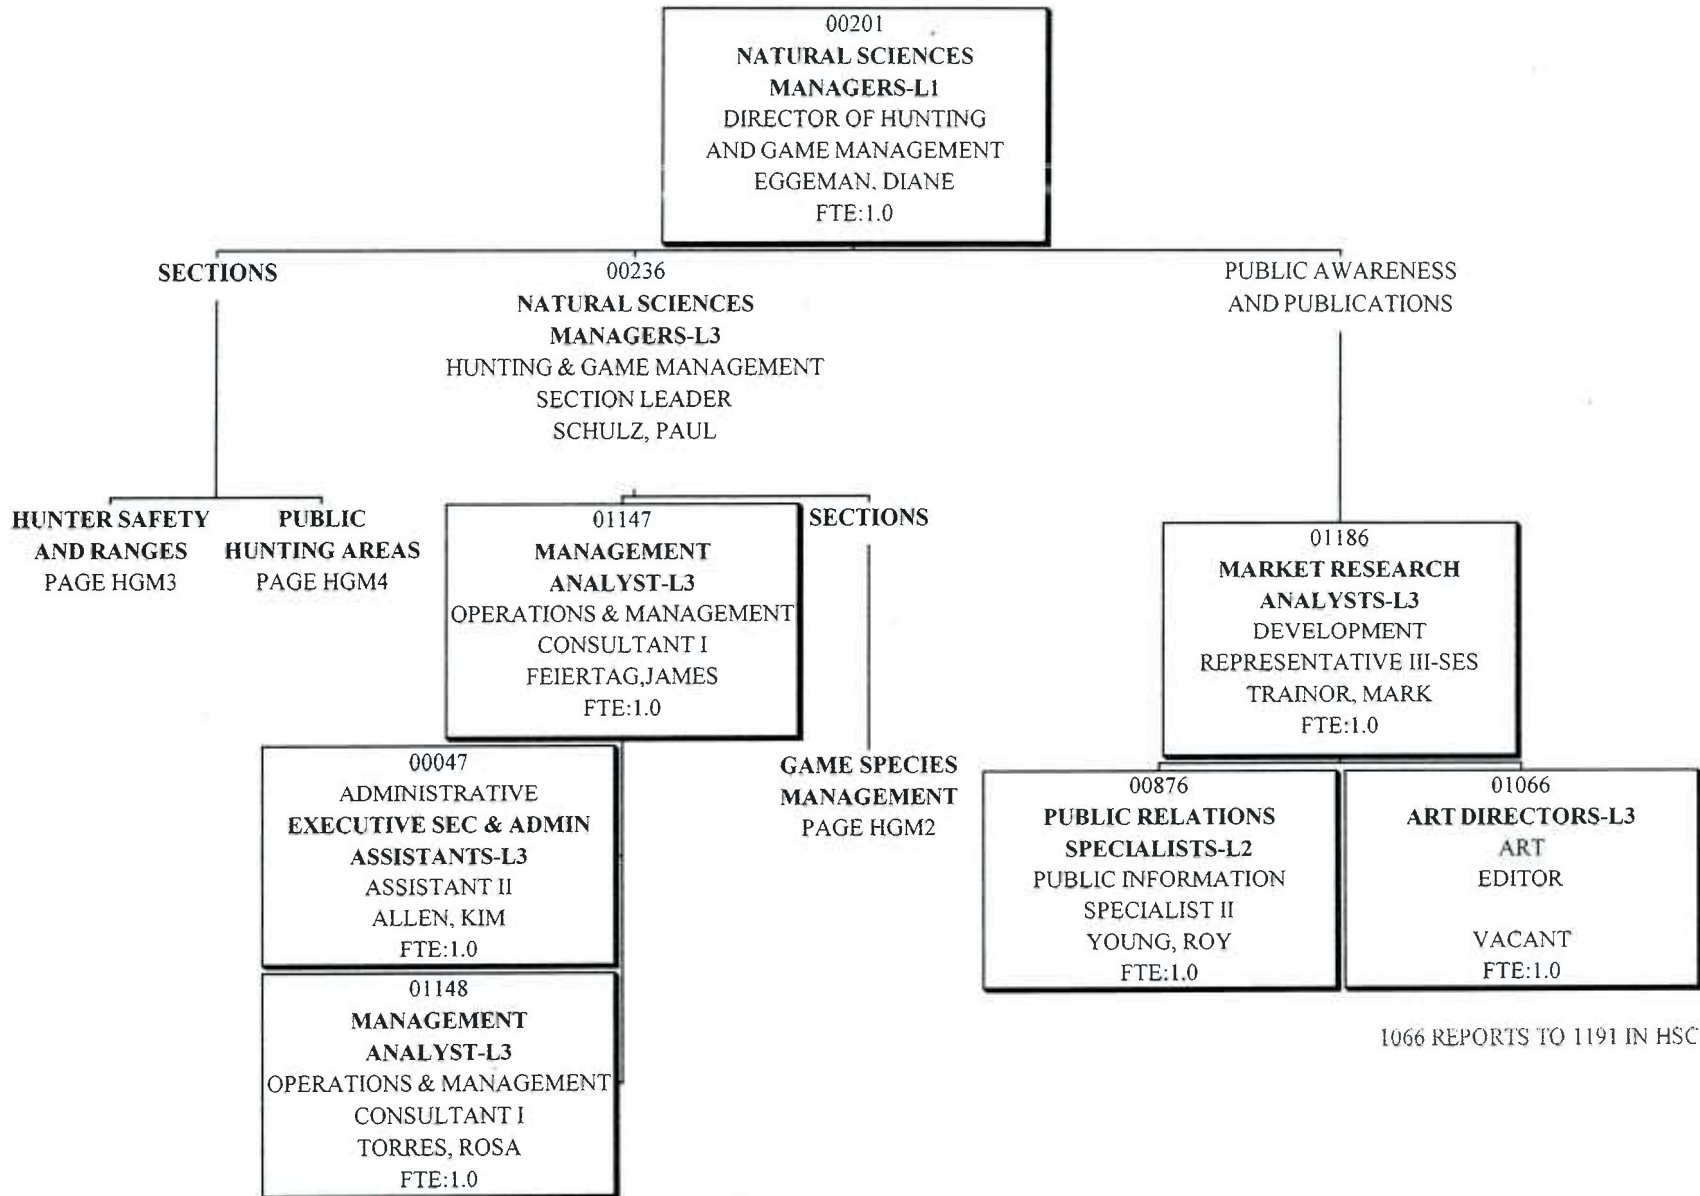 00201
NATURAL SCIENCES
MANAGERS-L1
DIRECTOR OF HUNTING
AND GAME MANAGEMENT
EGGEMAN, DIANE
FTE:1.0
SECTIONS
00236
NATURAL SCIENCES
MANAGERS-L3
HUNTING & GAME MANAGEMENT
SECTION LEADER
SCHULZ, PAUL
PUBLIC AWARENESS
AND PUBLICATIONS
HUNTER SAFETY
AND RANGES
PAGE HGM3
PUBLIC
HUNTING AREAS
PAGE HGM4
01147
MANAGEMENT
ANALYST-L3
OPERATIONS & MANAGEMENT
CONSULTANT I
FEIERTAG,JAMES
FTE:1.0
SECTIONS
GAME SPECIES
MANAGEMENT
PAGE HGM2
01186
MARKET RESEARCH
ANALYSTS-L3
DEVELOPMENT
REPRESENTATIVE III-SES
TRAINOR, MARK
FTE:1.0
00047
ADMINISTRATIVE
EXECUTIVE SEC & ADMIN
ASSISTANTS-L3
ASSISTANT II
ALLEN, KIM
FTE:1.0
01148
MANAGEMENT
ANALYST-L3
OPERATIONS & MANAGEMENT
CONSULTANT I
TORRES, ROSA
FTE:1.0
00876
PUBLIC RELATIONS
SPECIALISTS-L2
PUBLIC INFORMATION
SPECIALIST II
YOUNG, ROY
FTE:1.0
01066
ART DIRECTORS-L3
ART
EDITOR
VACANT
FTE:1.0
1066 REPORTS TO 1191 IN HSC